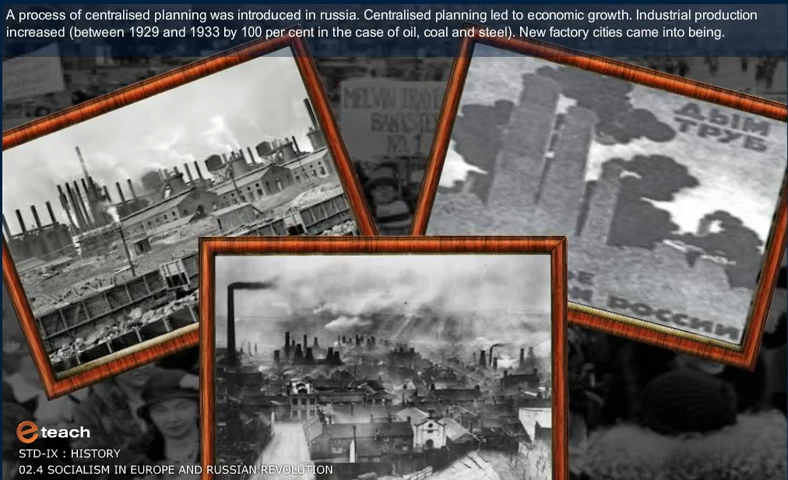 A process of centralised planning was introduced in russia. Centralised planning led to economic growth. Industrial production
increased (between 1929 and 1933 by 100 per cent in the case of oil, coal and steel). New factory cities came into being.
MELVIN
ДЫМ
ТРУБ
РОССИИ
eteach
STD-IX : HISTORY
02.4 SOCIALISM IN EUROPE AND RUSSIAN REVOLUTION